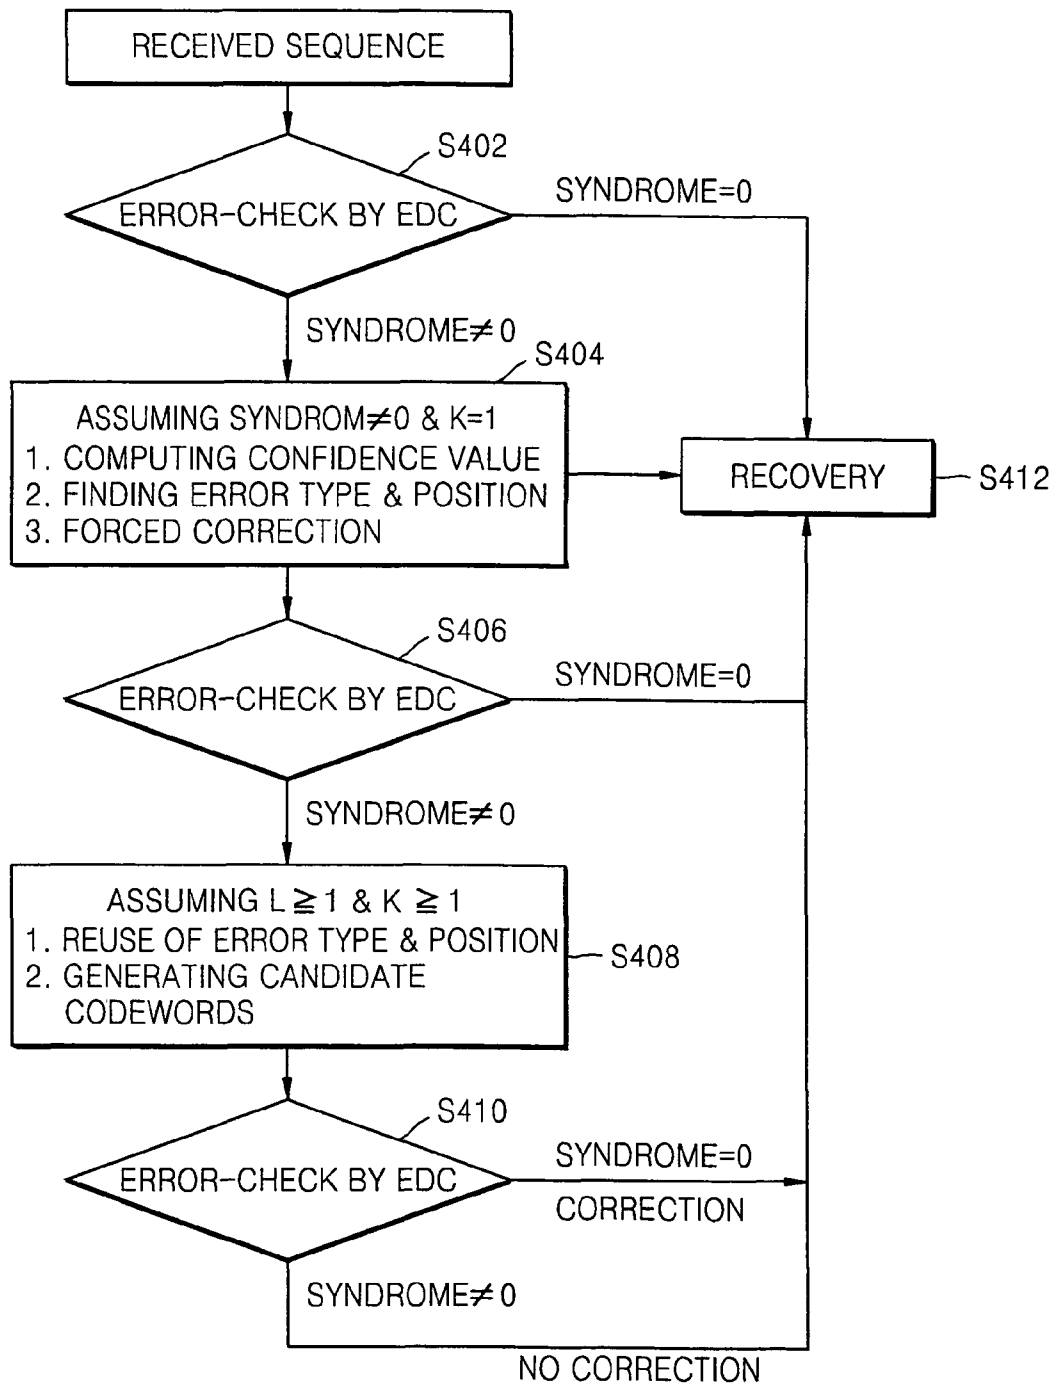 RECEIVED SEQUENCE
S402
ERROR-CHECK BY EDC
SYNDROME=0
SYNDROME≠0
S404
ASSUMING SYNDROM≠0 & K=1
1. COMPUTING CONFIDENCE VALUE
2. FINDING ERROR TYPE & POSITION
3. FORCED CORRECTION
RECOVERY
S412
S406
ERROR-CHECK BY EDC
SYNDROME=0
SYNDROME≠0
ASSUMING L ≧ 1 & K ≧ 1
1. REUSE OF ERROR TYPE & POSITION
2. GENERATING CANDIDATE
CODEWORDS
S408
S410
ERROR-CHECK BY EDC
SYNDROME=0
CORRECTION
SYNDROME≠0
NO CORRECTION